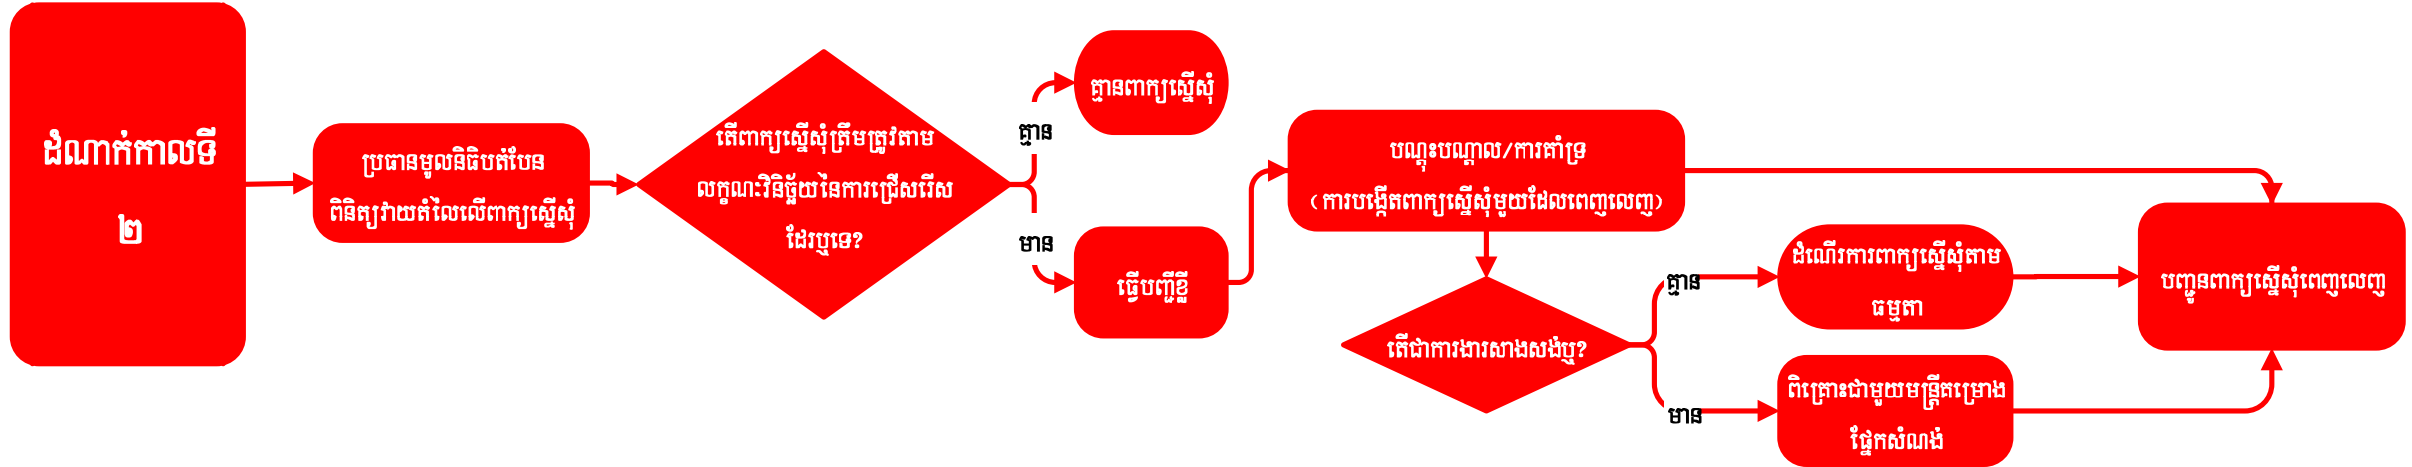 ដំណាក់កាលទី
២
ប្រធានមូលនិធិបត់បែន
ពិនិត្យវាយតំលៃលើពាក្យស្នើសុំ
តើពាក្យស្នើសុំត្រឹមត្រូវតាម
លក្ខណៈវិនិច្ឆ័យនៃការជ្រើសរើស
ដែរឬទេ?
គ្មាន
គ្មានពាក្យស្នើសុំ
មាន
ធ្វើបញ្ជីខ្លី
បណ្តុះបណ្តាល/ការគាំទ្រ
(ការបង្កើតពាក្យស្នើសុំមួយដែលពេញលេញ)
តើជាការងារសាងសង់ឬ?
គ្មាន
ដំណើរការពាក្យស្នើសុំតាម
ធម្មតា
មាន
ពិគ្រោះជាមួយមន្ត្រីគម្រោង
ផ្នែកសំណង់
បញ្ជូនពាក្យស្នើសុំពេញលេញ